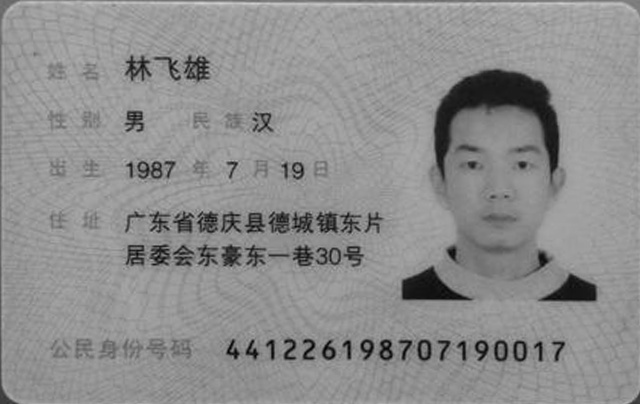 姓名 林飞雄
性别 男 民族 汉
出生 1987 年 7 月 19 日
住址 广东省德庆县德城镇东片
居委会东豪东一巷30号
公民身份号码 441226198707190017